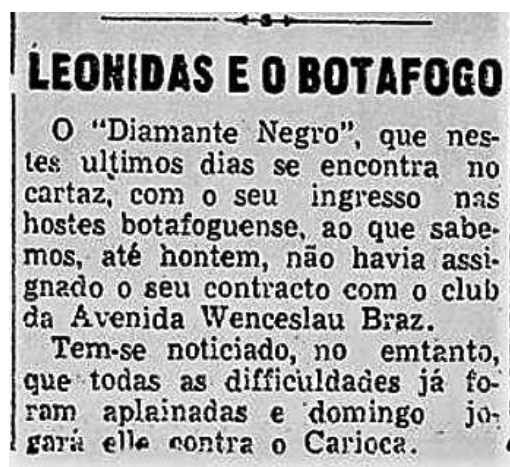 LEONIDAS E O BOTAFOGO
O "Diamante Negro", que nes-
tes ultimos dias se encontra no
cartaz, com o seu ingresso nas
hostes botafoguense, ao que sabe-
mos, até hontem, não havia assi-
gnado o seu contracto com o club
da Avenida Wenceslau Braz.
Tem-se noticiado, no emtanto,
que todas as difficuldades já fo-
ram aplainadas e domingo jo-
gará elle contra o Carioca.